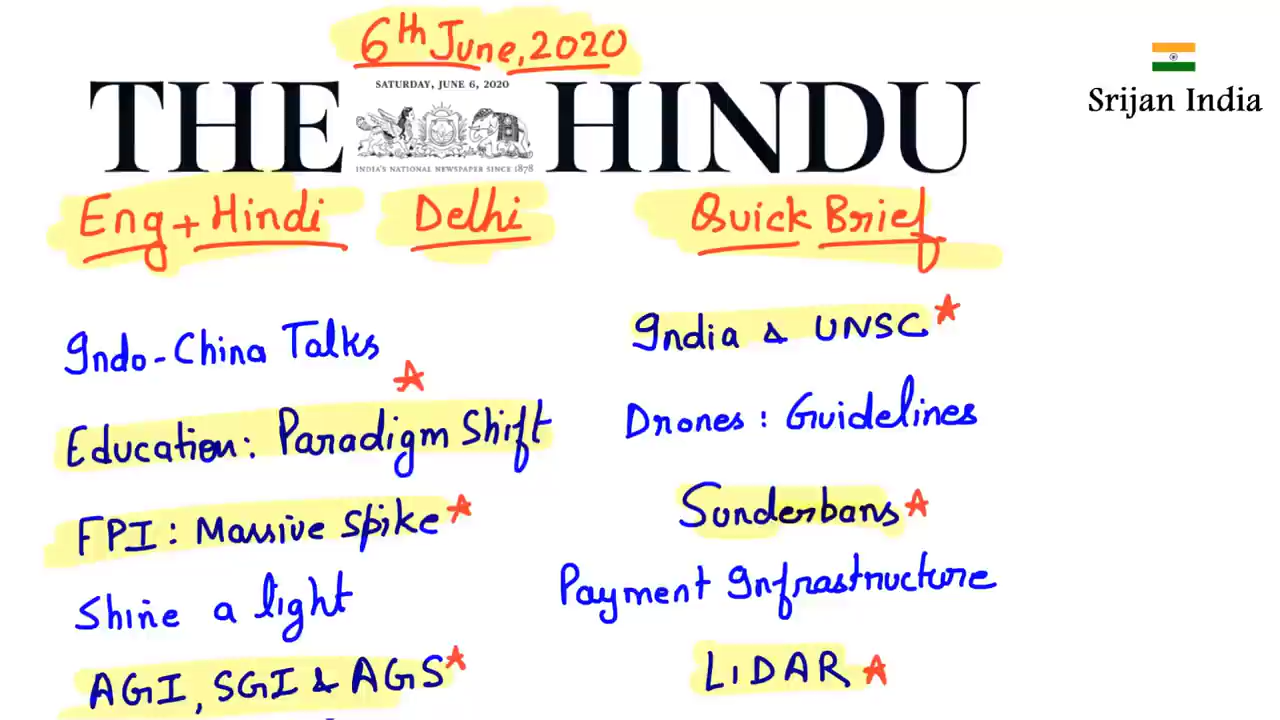 6th June, 2020
SATURDAY, JUNE 6, 2020
THE HINDU
INDIA'S NATIONAL NEWSPAPER SINCE 1878
Srijan India
Eng + Hindi
Delhi
Quick Brief
Indo-China Talks
Education: Paradigm Shift
FPI: Massive Spike
Shine a light
AGI, SGI & AGS
India & UNSC
Drones: Guidelines
Sunderbans
Payment Infrastructure
LiDAR